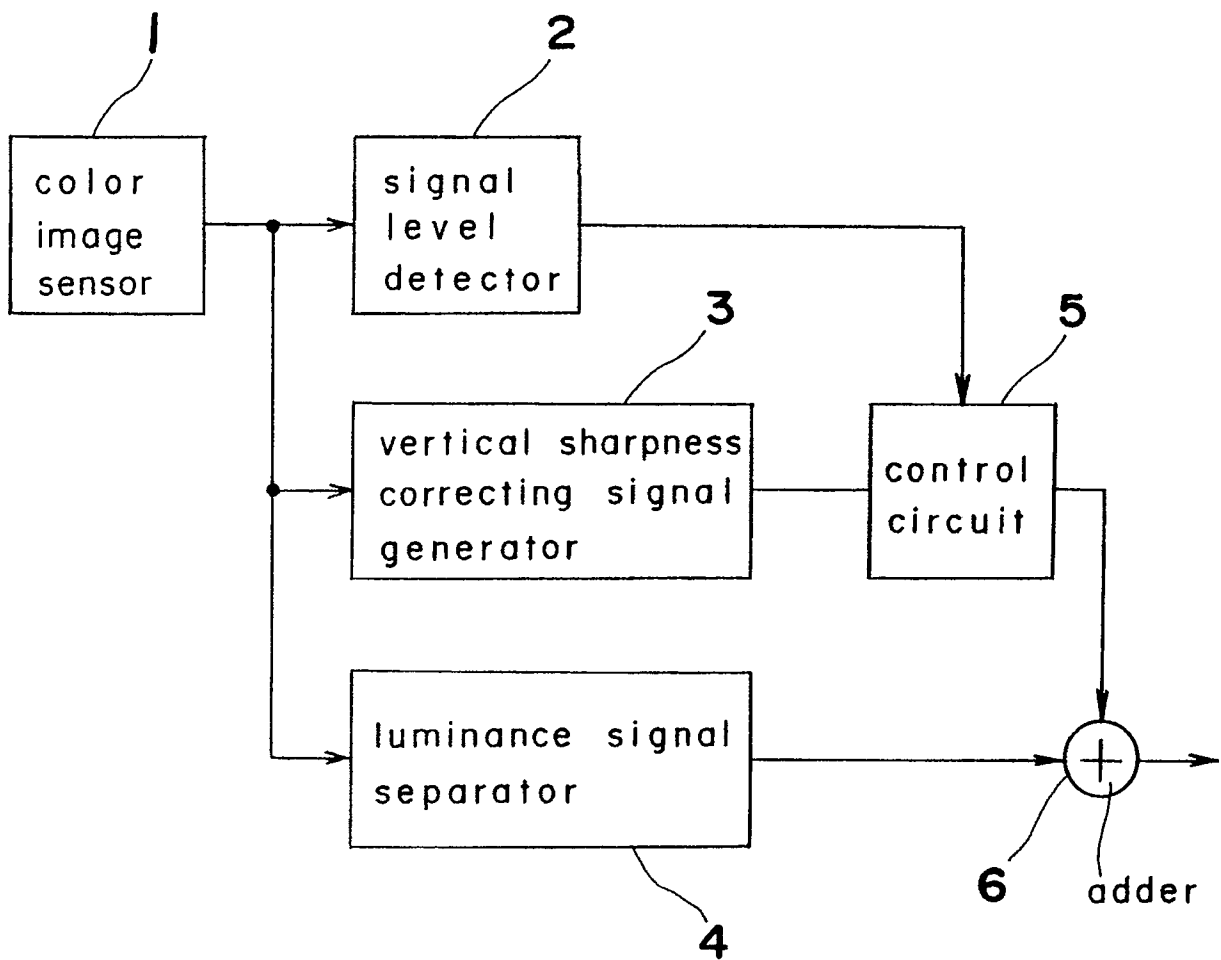 1
2
color
image
sensor
signal
level
detector
3
5
vertical sharpness
correcting signal
generator
control
circuit
luminance signal
separator
+
6
adder
4